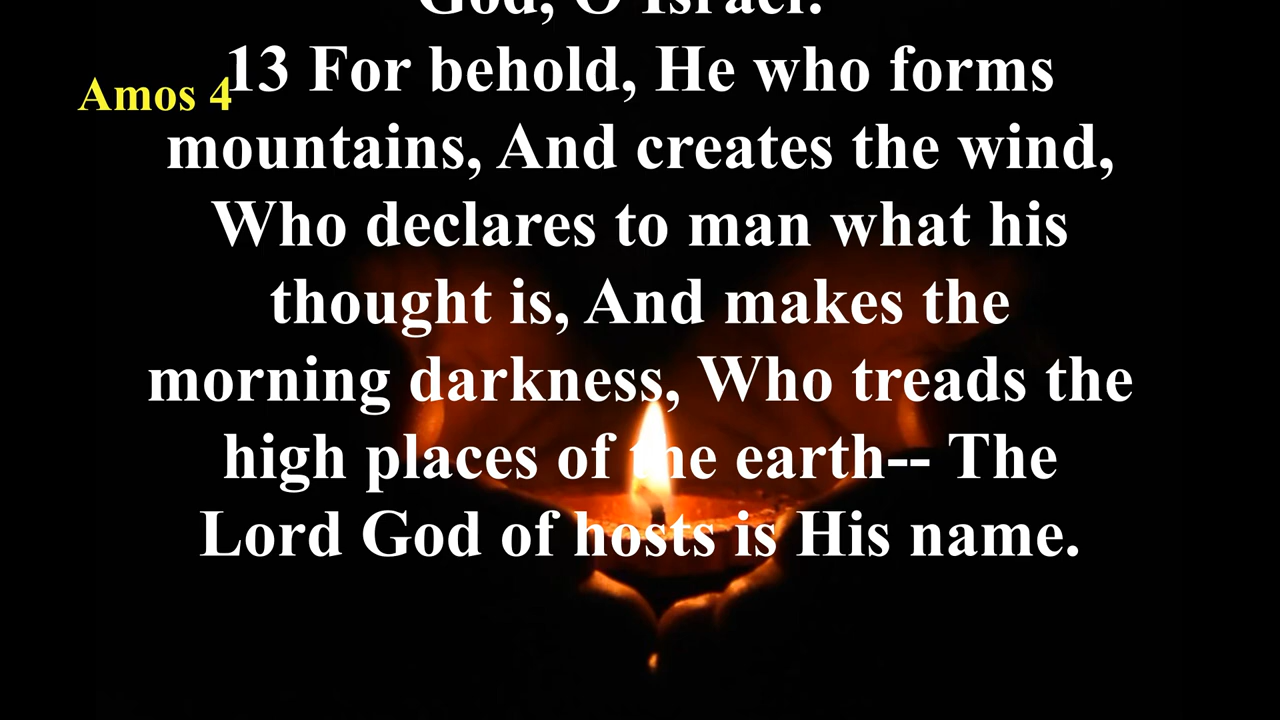 God, O Israel.
Amos 4
13 For behold, He who forms
mountains, And creates the wind,
Who declares to man what his
thought is, And makes the
morning darkness, Who treads the
high places of the earth-- The
Lord God of hosts is His name.